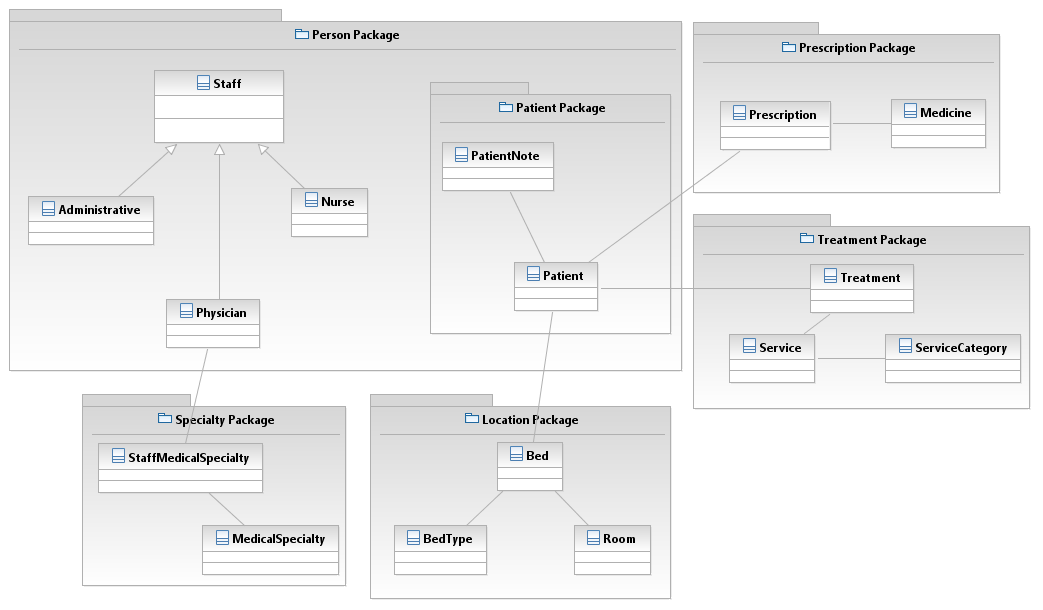 Person Package
Staff
Administrative
Nurse
Physician
Patient Package
PatientNote
Patient
Prescription Package
Prescription
Medicine
Treatment Package
Treatment
Service
ServiceCategory
Specialty Package
StaffMedicalSpecialty
MedicalSpecialty
Location Package
Bed
BedType
Room